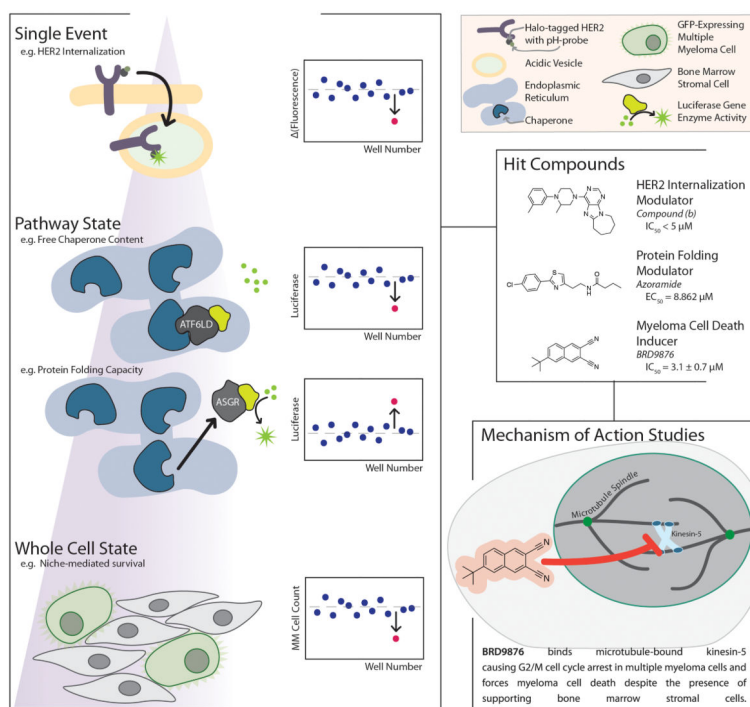 Single Event
e.g. HER2 Internalization
Δ(Fluorescence)
Well Number
Pathway State
e.g. Free Chaperone Content
ATF6LD
Luciferase
Well Number
e.g. Protein Folding Capacity
ASGR
Luciferase
Well Number
Whole Cell State
e.g. Niche-mediated survival
MM Cell Count
Well Number
Halo-tagged HER2
with pH-probe
Acidic Vesicle
Endoplasmic
Reticulum
Chaperone
GFP-Expressing
Multiple
Myeloma Cell
Bone Marrow
Stromal Cell
Luciferase Gene
Enzyme Activity
Hit Compounds
HER2 Internalization
Modulator
Compound (b)
IC50 < 5 μM
N
N
N
N
N
N
Protein Folding
Modulator
Azoramide
EC50 = 8.862 μM
Cl
S
N
N
H
O
Myeloma Cell Death
Inducer
BRD9876
IC50 = 3.1 ± 0.7 μM
N
N
Mechanism of Action Studies
Microtubule Spindle
Kinesin-5
N
N
BRD9876 binds microtubule-bound kinesin-5
causing G2/M cell cycle arrest in multiple myeloma cells and
forces myeloma cell death despite the presence of
supporting bone marrow stromal cells.